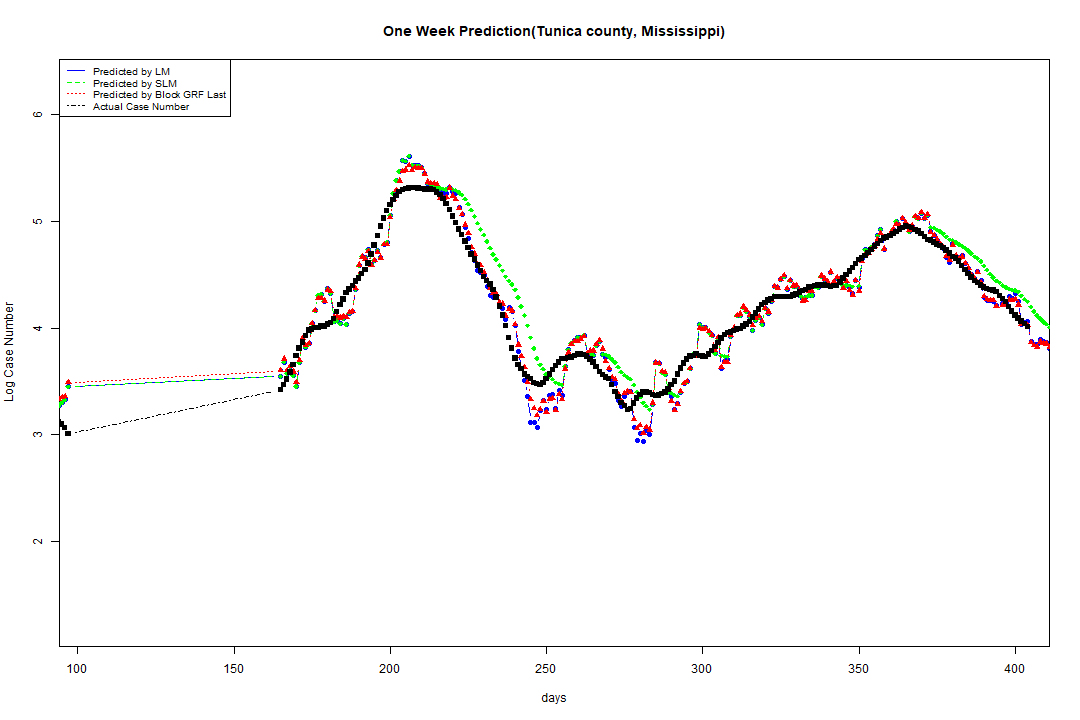 One Week Prediction(Tunica county, Mississippi)
Predicted by LM
Predicted by SLM
Predicted by Block GRF Last
Actual Case Number
Log Case Number
6
5
4
3
2
100 150 200 250 300 350 400
days